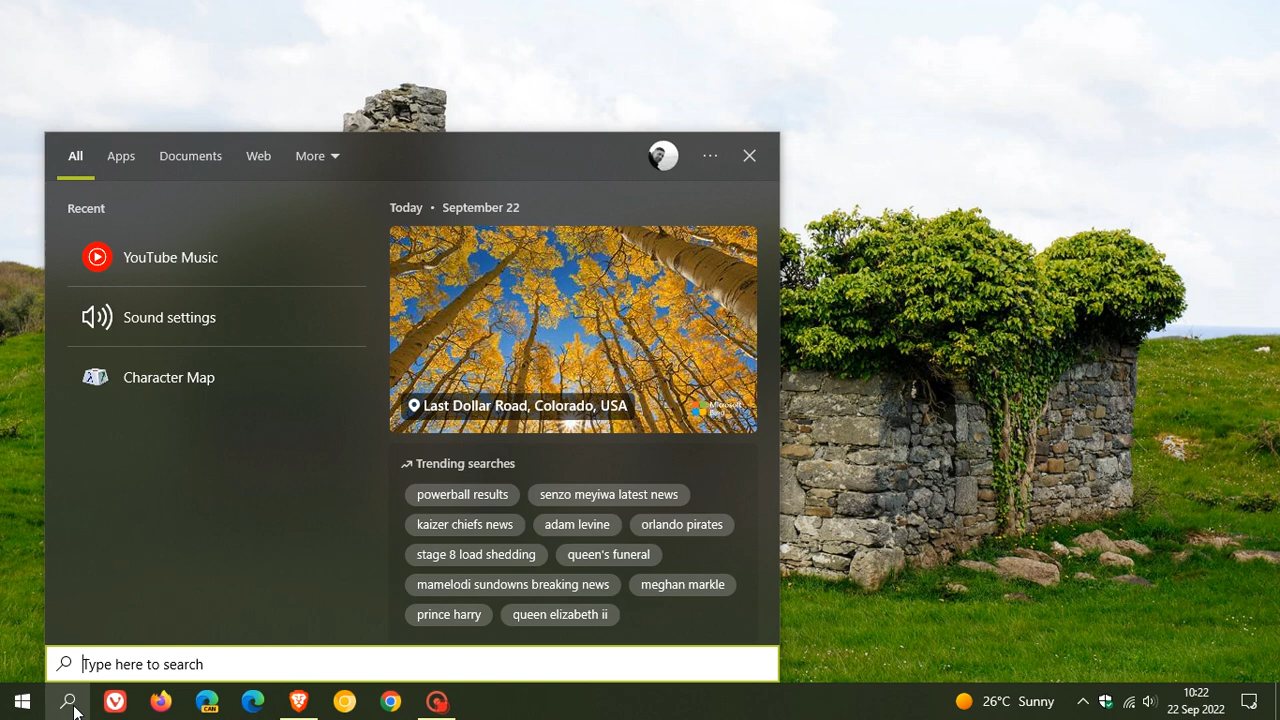 All Apps Documents Web More
Recent
YouTube Music
Sound settings
Character Map
Today • September 22
Last Dollar Road, Colorado, USA
Microsoft Bing
Trending searches
powerball results senzo meyiwa latest news
kaizer chiefs news adam levine orlando pirates
stage 8 load shedding queen's funeral
mamelodi sundowns breaking news meghan markle
prince harry queen elizabeth ii
Type here to search
CAN
26°C Sunny
10:22
22 Sep 2022